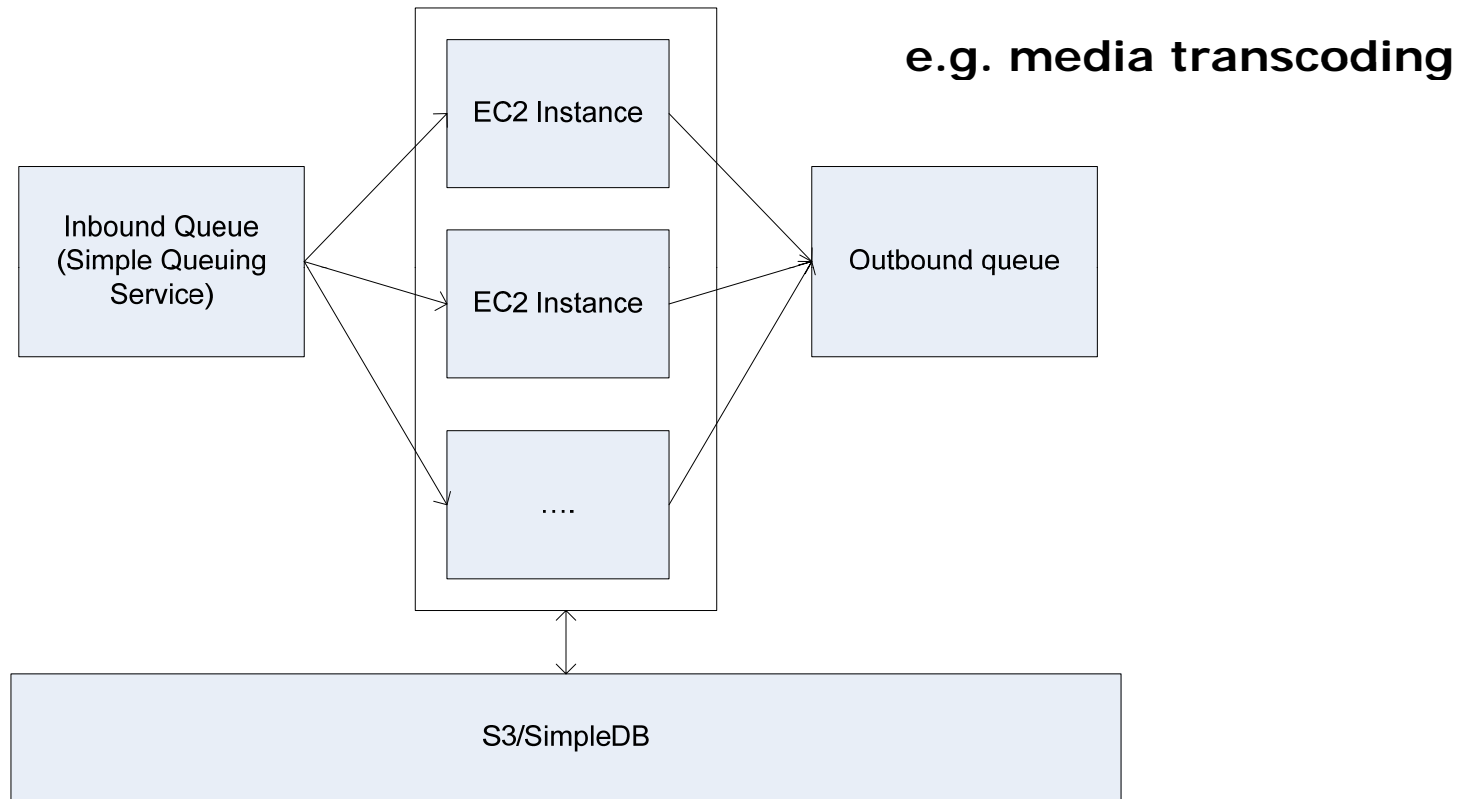 e.g. media transcoding
EC2 Instance
Inbound Queue
(Simple Queuing
Service)
EC2 Instance
Outbound queue
....
S3/SimpleDB